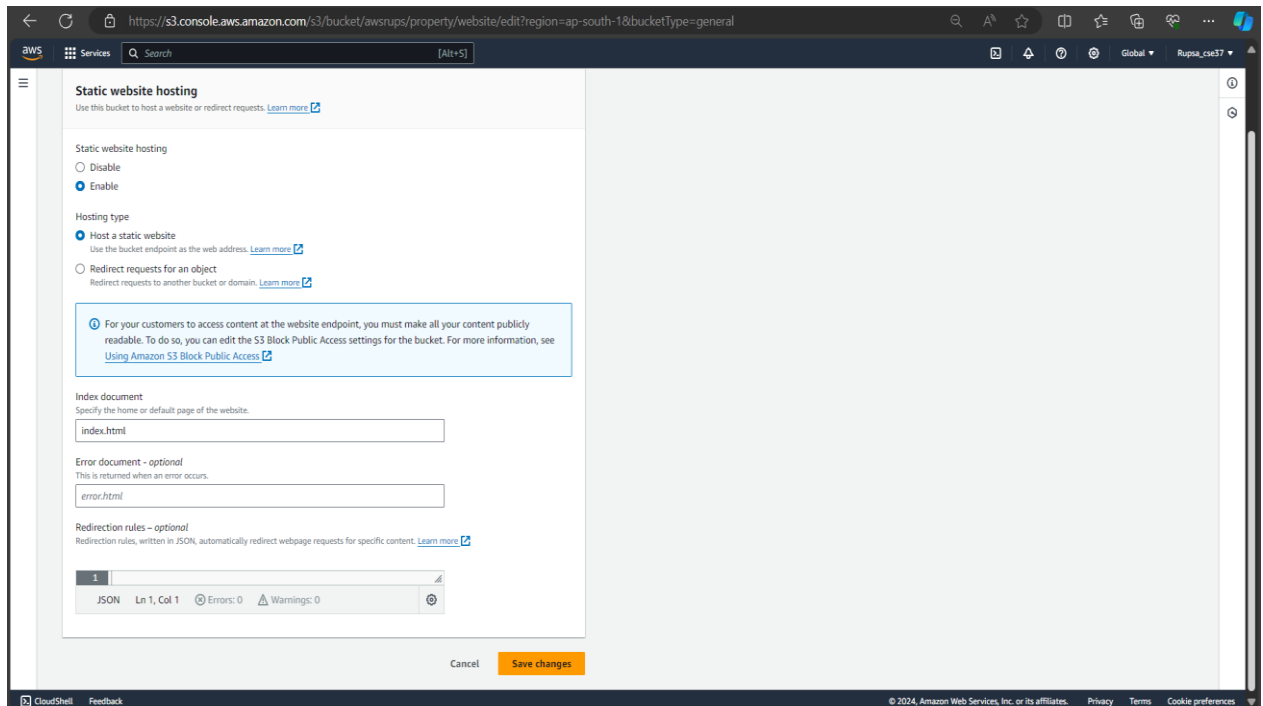 https://s3.console.aws.amazon.com/s3/bucket/awsrups/property/website/edit?region=ap-south-1&bucketType=general
aws Services Search [Alt+S] Global Rupsa_cse37
Static website hosting
Use this bucket to host a website or redirect requests. Learn more
Static website hosting
Disable
Enable
Hosting type
Host a static website
Use the bucket endpoint as the web address. Learn more
Redirect requests for an object
Redirect requests to another bucket or domain. Learn more
For your customers to access content at the website endpoint, you must make all your content publicly
readable. To do so, you can edit the S3 Block Public Access settings for the bucket. For more information, see
Using Amazon S3 Block Public Access
Index document
Specify the home or default page of the website.
index.html
Error document - optional
This is returned when an error occurs.
error.html
Redirection rules – optional
Redirection rules, written in JSON, automatically redirect webpage requests for specific content. Learn more
1
JSON Ln 1, Col 1 Errors: 0 Warnings: 0
Cancel Save changes
CloudShell Feedback © 2024, Amazon Web Services, Inc. or its affiliates. Privacy Terms Cookie preferences